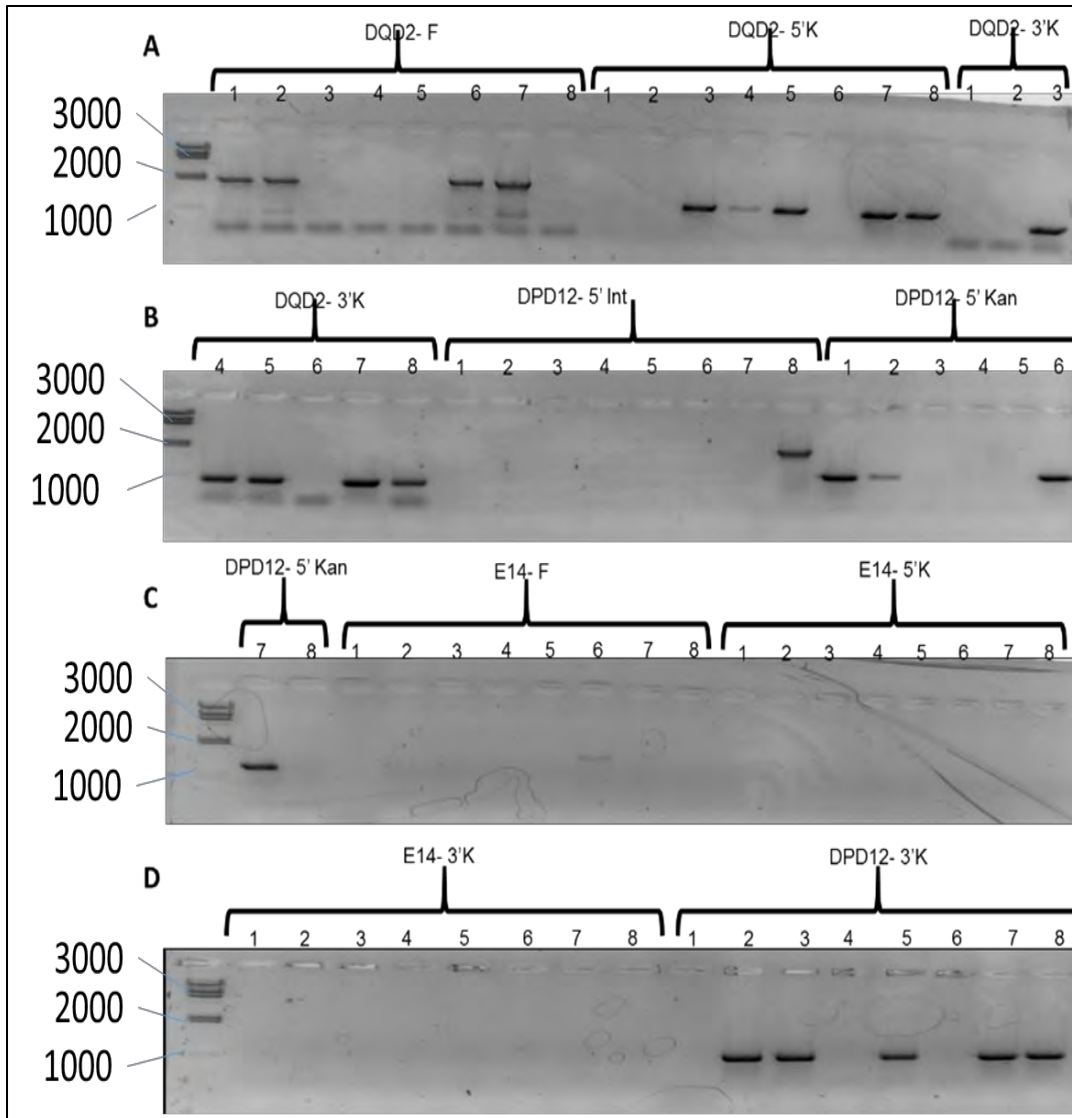 A
DQD2- F
DQD2- 5'K
DQD2- 3'K
1 2 3 4 5 6 7 8 1 2 3 4 5 6 7 8 1 2 3
3000
2000
1000
B
DQD2- 3'K
DPD12- 5' Int
DPD12- 5' Kan
4 5 6 7 8 1 2 3 4 5 6 7 8 1 2 3 4 5 6
3000
2000
1000
C
DPD12- 5' Kan
E14- F
E14- 5'K
7 8 1 2 3 4 5 6 7 8 1 2 3 4 5 6 7 8
3000
2000
1000
D
E14- 3'K
DPD12- 3'K
1 2 3 4 5 6 7 8 1 2 3 4 5 6 7 8
3000
2000
1000